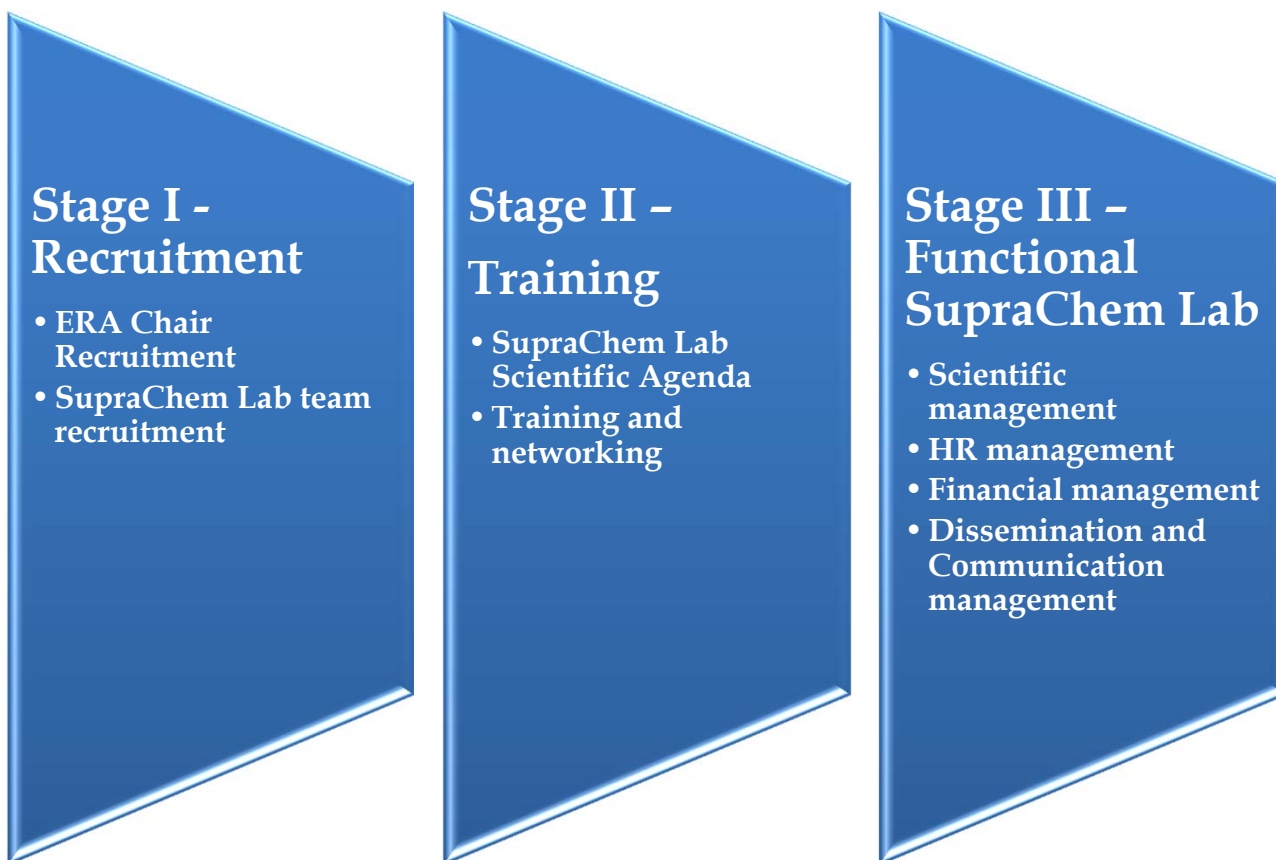 Stage I -
Recruitment
• ERA Chair
Recruitment
• SupraChem Lab team
recruitment
Stage II –
Training
• SupraChem Lab
Scientific Agenda
• Training and
networking
Stage III –
Functional
SupraChem Lab
• Scientific
management
• HR management
• Financial management
• Dissemination and
Communication
management